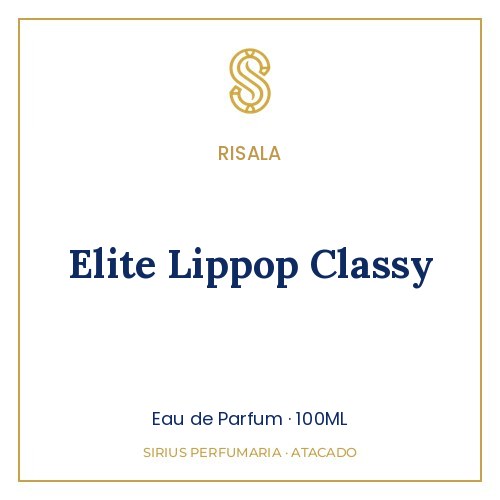 RISALA
Elite Lippop Classy
Eau de Parfum · 100ML
SIRIUS PERFUMARIA · ATACADO